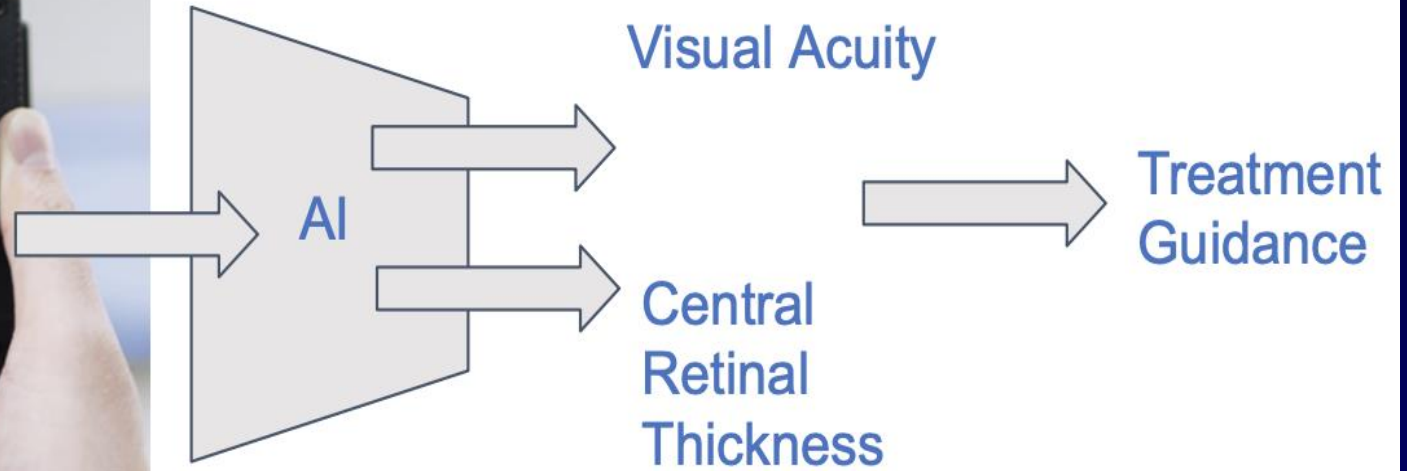 AI
Visual Acuity
Central
Retinal
Thickness
Treatment
Guidance